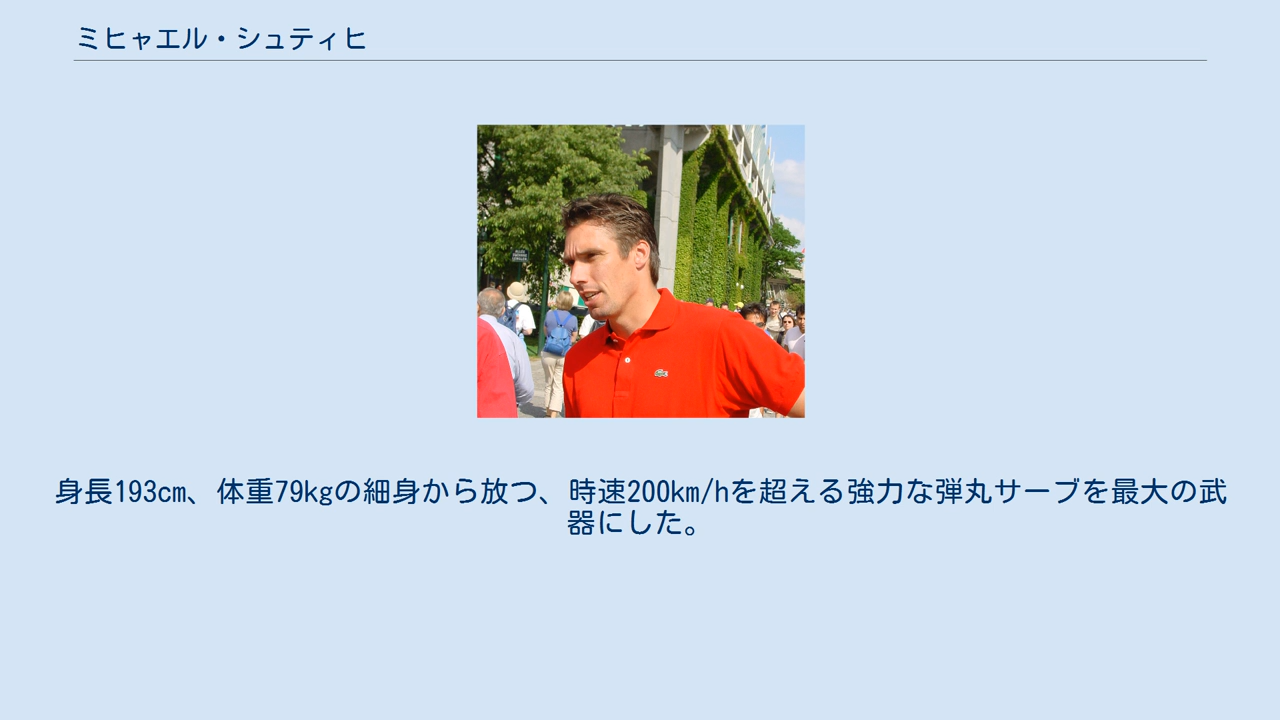 ミヒャエル・シュティヒ
身長193cm、体重79kgの細身から放つ、時速200km/hを超える強力な弾丸サーブを最大の武
器にした。